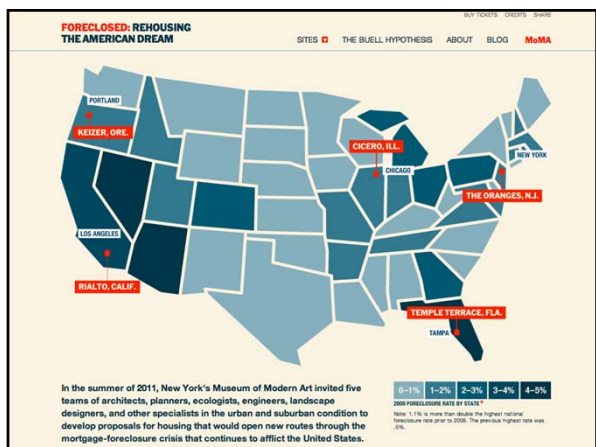 BUY TICKETS CREDITS SHARE
FORECLOSED: REHOUSING
THE AMERICAN DREAM
SITES THE BUELL HYPOTHESIS ABOUT BLOG MoMA
PORTLAND
KEIZER, ORE.
CICERO, ILL.
CHICAGO
NEW YORK
THE ORANGES, N.J.
LOS ANGELES
RIALTO, CALIF.
TEMPLE TERRACE, FLA.
TAMPA
In the summer of 2011, New York's Museum of Modern Art invited five
teams of architects, planners, ecologists, engineers, landscape
designers, and other specialists in the urban and suburban condition to
develop proposals for housing that would open new routes through the
mortgage-foreclosure crisis that continues to afflict the United States.
0–1% 1–2% 2–3% 3–4% 4–5%
2009 FORECLOSURE RATE BY STATE*
Note: 1.1% is more than double the highest national
foreclosure rate prior to 2006. The previous highest rate was
.5%.